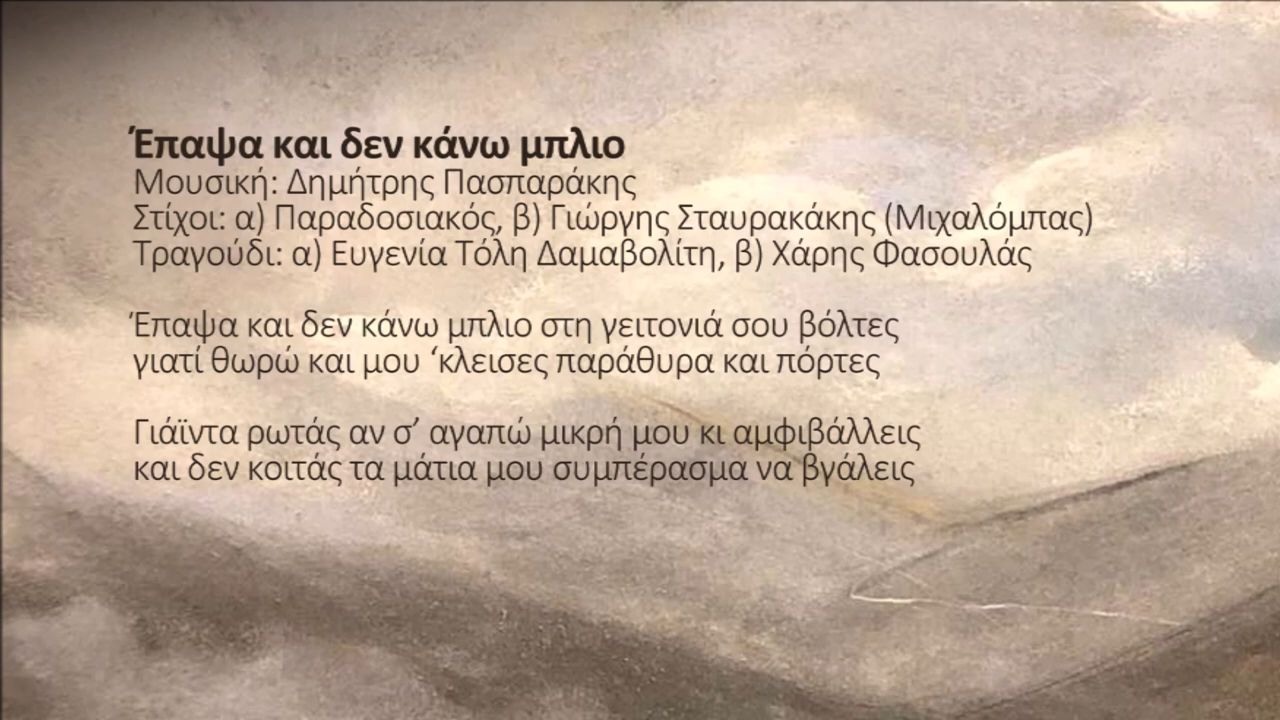 Έπαψα και δεν κάνω μπλιο
Μουσική: Δημήτρης Πασπαράκης
Στίχοι: α) Παραδοσιακός, β) Γιώργης Σταυρακάκης (Μιχαλόμπας)
Τραγούδι: α) Ευγενία Τόλη Δαμαβολίτη, β) Χάρης Φασουλάς
Έπαψα και δεν κάνω μπλιο στη γειτονιά σου βόλτες
γιατί θωρώ και μου ‘κλεισες παράθυρα και πόρτες
Γιάϊντα ρωτάς αν σ’ αγαπώ μικρή μου κι αμφιβάλλεις
και δεν κοιτάς τα μάτια μου συμπέρασμα να βγάλεις